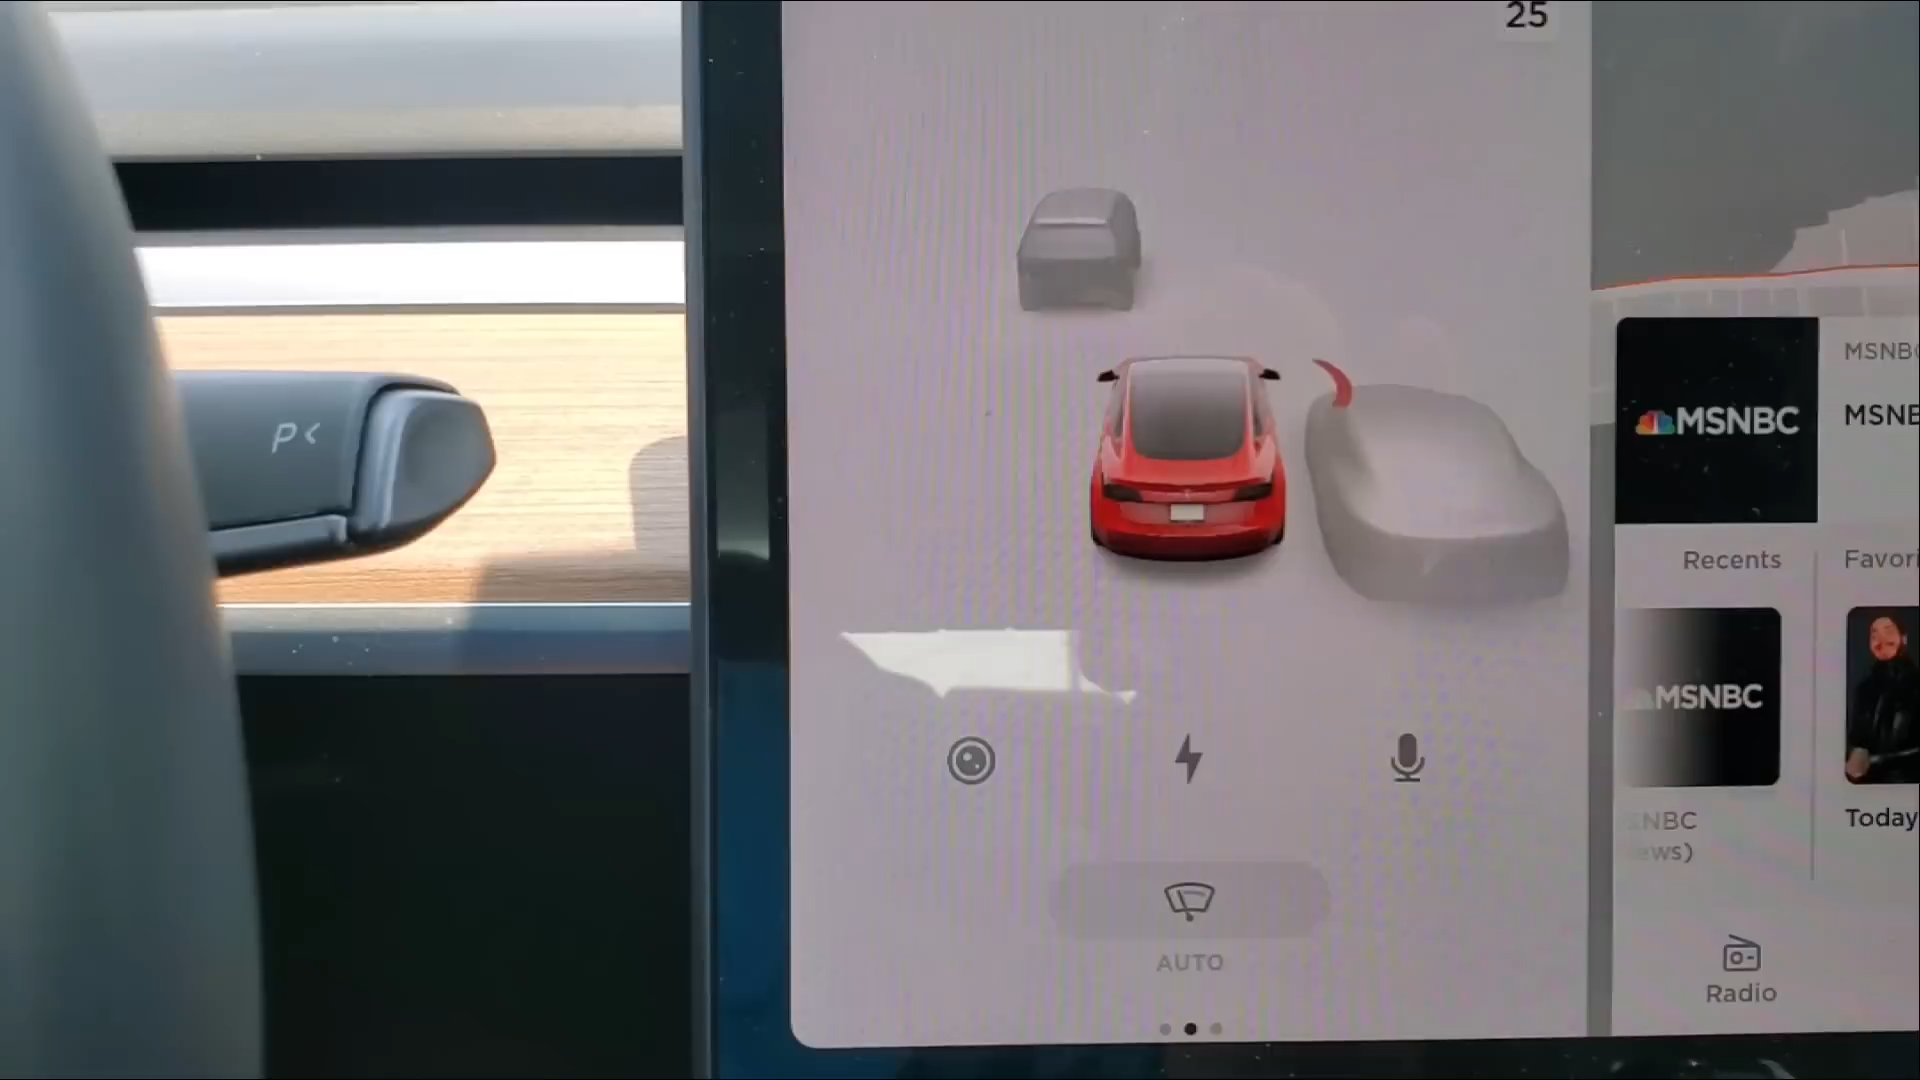 25
P<
MSNBC
MSNBC
Recents
MSNBC
AUTO
Radio
Today